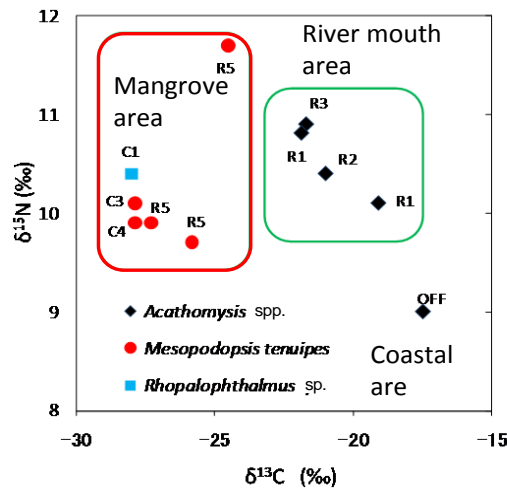 12
11
10
9
8
δ¹⁵N (‰)
River mouth
area
Mangrove
area
R5
R3
R1
R2
R1
C1
C3
R5
C4
R5
OFF
Coastal
are
Acathomysis spp.
Mesopodopsis tenuipes
Rhopalophthalmus sp.
−30
−25
−20
−15
δ¹³C (‰)